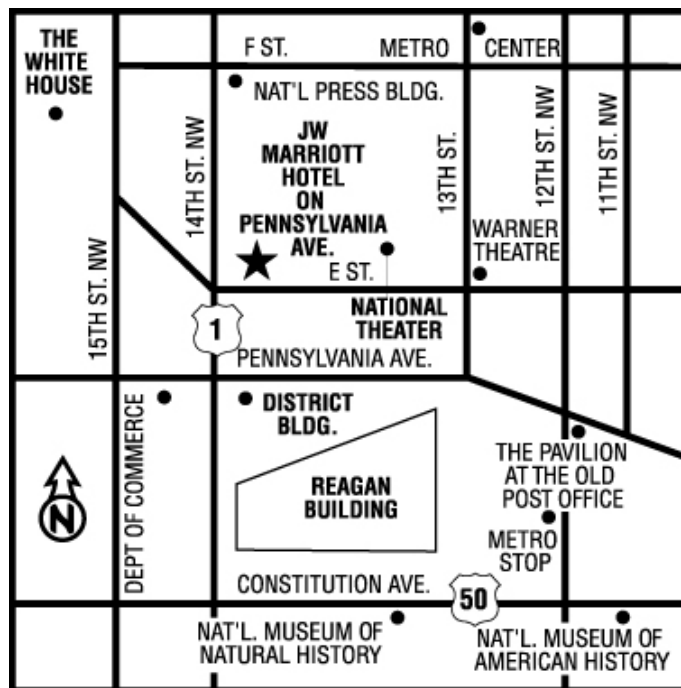 THE
WHITE
HOUSE
F ST.
METRO
CENTER
NAT'L PRESS BLDG.
JW
MARRIOTT
HOTEL
ON
PENNSYLVANIA
AVE.
14TH ST. NW
13TH ST.
12TH ST. NW
11TH ST. NW
15TH ST. NW
WARNER
THEATRE
E ST.
NATIONAL
THEATER
1
PENNSYLVANIA AVE.
DISTRICT
BLDG.
DEPT OF COMMERCE
REAGAN
BUILDING
THE PAVILION
AT THE OLD
POST OFFICE
METRO
STOP
N
CONSTITUTION AVE.
50
NAT'L. MUSEUM OF
NATURAL HISTORY
NAT'L. MUSEUM OF
AMERICAN HISTORY